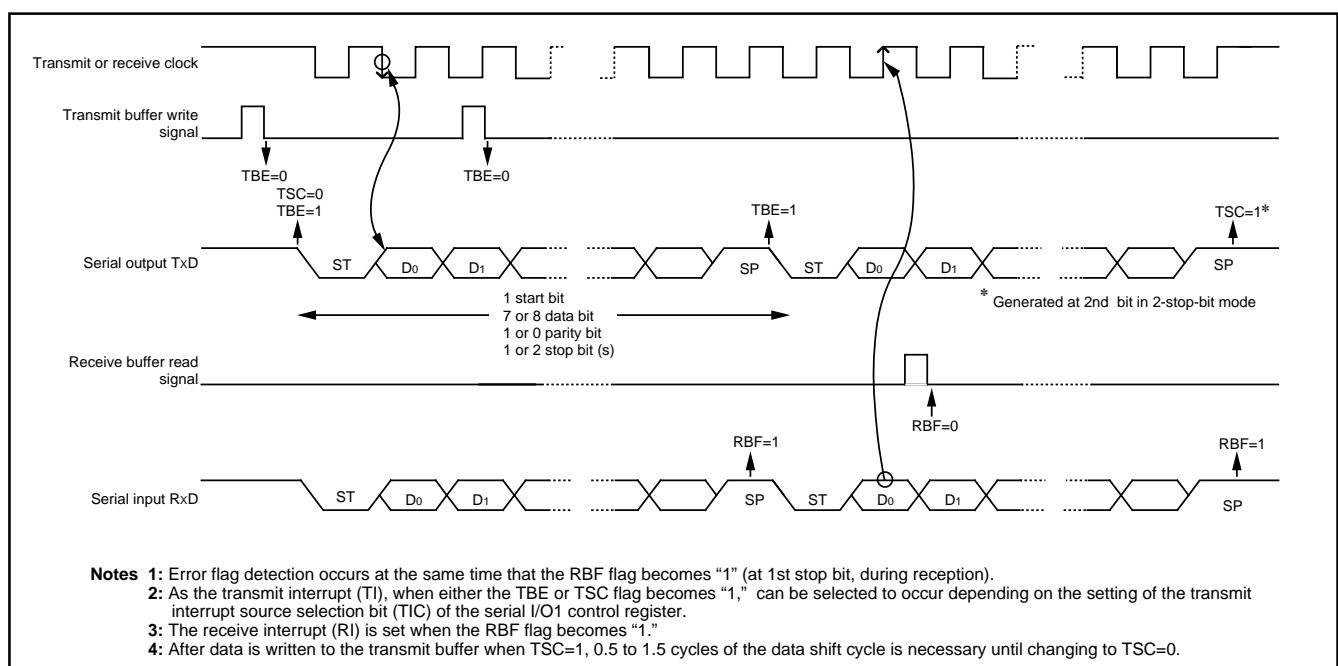 Transmit or receive clock
Transmit buffer write
signal
TBE=0
TSC=0
TBE=1
TBE=0
TBE=1
TSC=1*
Serial output TxD
ST
D0
D1
SP
ST
D0
D1
SP
* Generated at 2nd bit in 2-stop-bit mode
1 start bit
7 or 8 data bit
1 or 0 parity bit
1 or 2 stop bit (s)
Receive buffer read
signal
RBF=0
RBF=1
RBF=1
Serial input RxD
ST
D0
D1
SP
ST
D0
D1
SP
Notes 1: Error flag detection occurs at the same time that the RBF flag becomes “1” (at 1st stop bit, during reception).
2: As the transmit interrupt (TI), when either the TBE or TSC flag becomes “1,” can be selected to occur depending on the setting of the transmit
interrupt source selection bit (TIC) of the serial I/O1 control register.
3: The receive interrupt (RI) is set when the RBF flag becomes “1.”
4: After data is written to the transmit buffer when TSC=1, 0.5 to 1.5 cycles of the data shift cycle is necessary until changing to TSC=0.